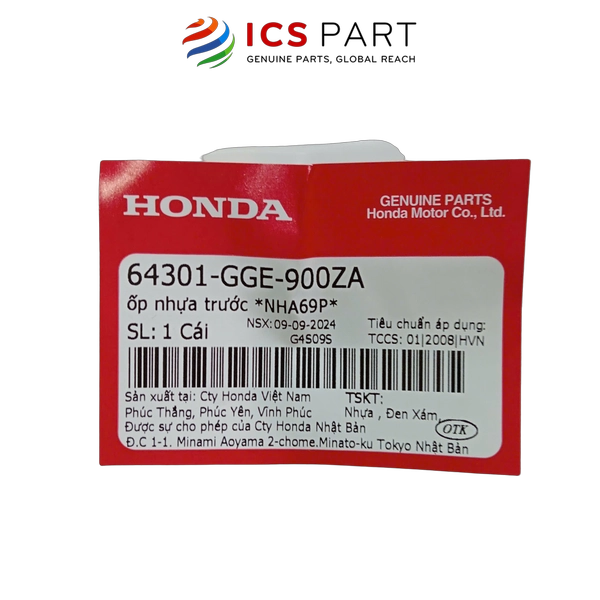 ICS PART
GENUINE PARTS, GLOBAL REACH
HONDA
GENUINE PARTS
Honda Motor Co., Ltd.
64301-GGE-900ZA
ốp nhựa trước *NHA69P*
SL: 1 Cái
NSX: 09-09-2024
G4S09S
Tiêu chuẩn áp dụng:
TCCS: 01|2008|HVN
Sản xuất tại: Cty Honda Việt Nam
Phúc Thắng, Phúc Yên, Vĩnh Phúc
Được sự cho phép của Cty Honda Nhật Bản
Đ.C 1-1. Minami Aoyama 2-chome.Minato-ku Tokyo Nhật Bản
TSKT:
Nhựa , Đen Xám,
OTK